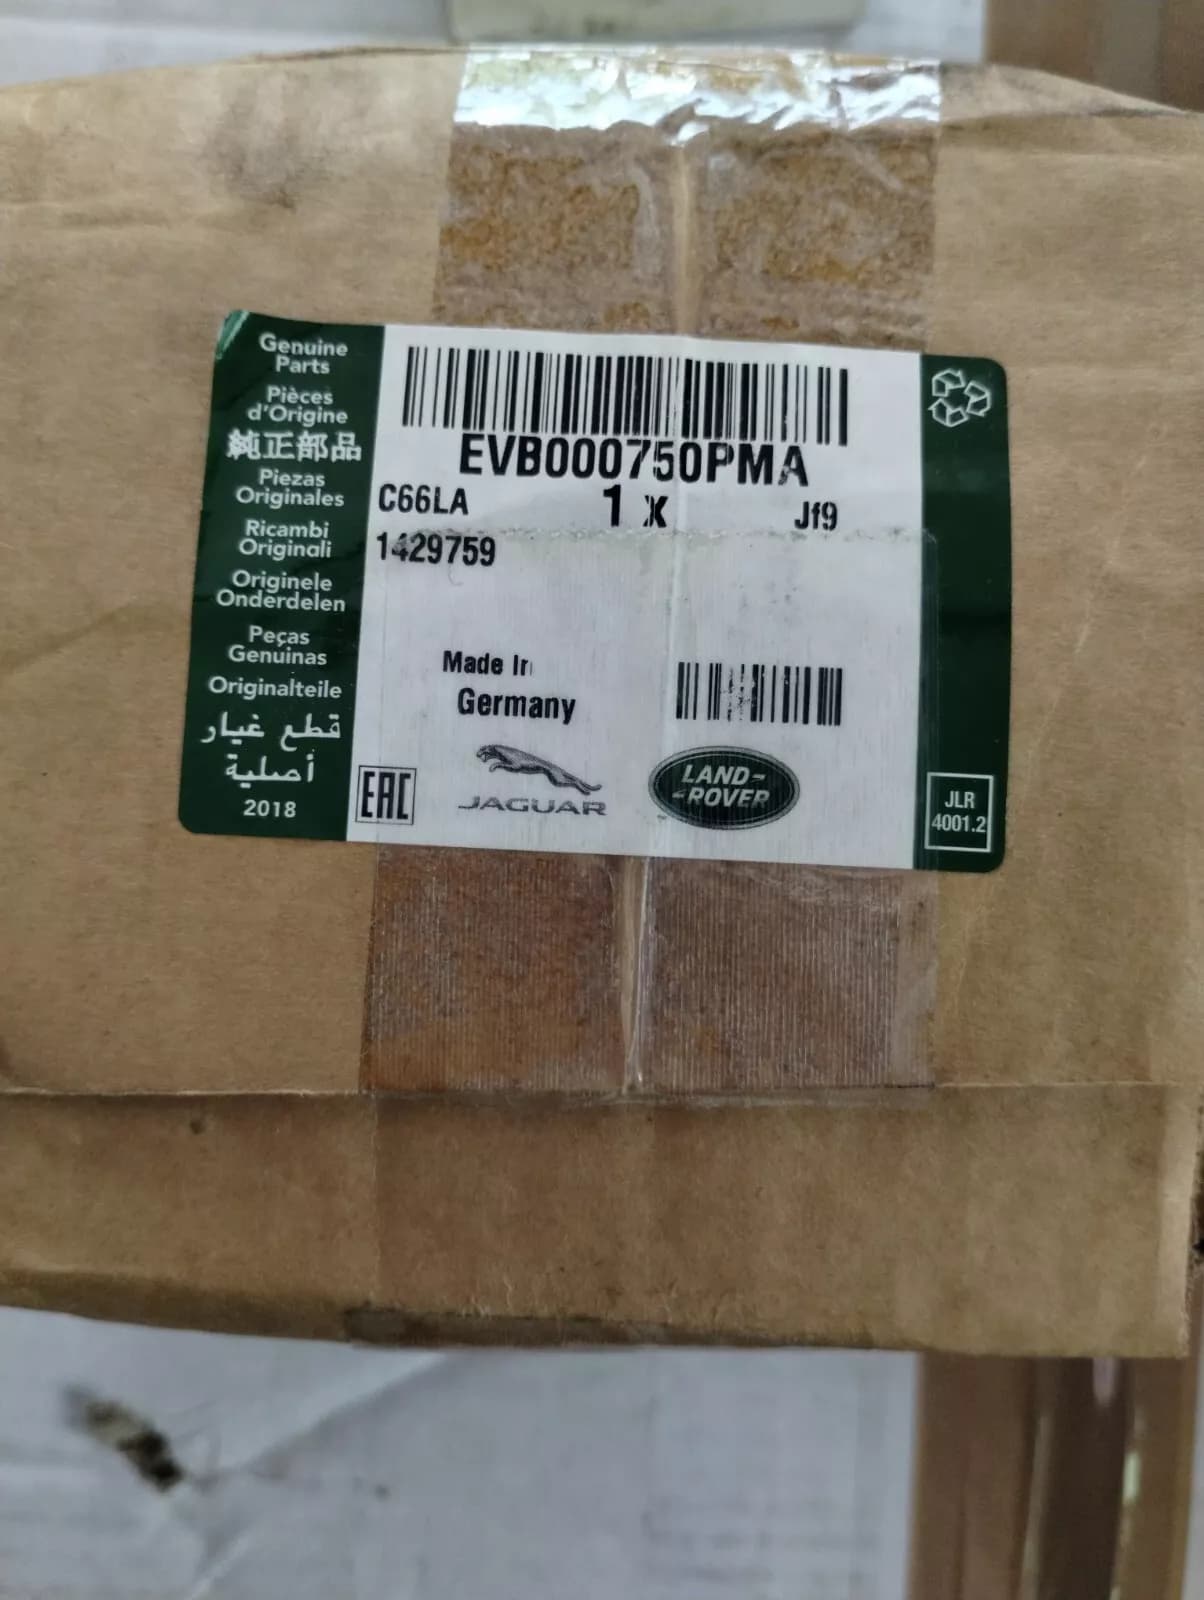 Genuine
Parts
Pièces
d'Origine
純正部品
Piezas
Originales
Ricambi
Originali
Originele
Onderdelen
Peças
Genuinas
Originalteile
قطع غيار
أصلية
2018
EVB000750PMA
C66LA 1 x Jf9
1429759
Made In
Germany
EAC
JAGUAR
LAND-
-ROVER
JLR
4001.2